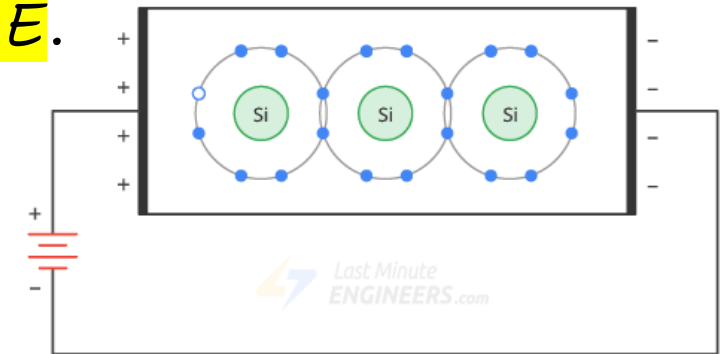 E.
+ −
+ −
Si Si Si
+ −
+ −
+
−
Last Minute
ENGINEERS.com